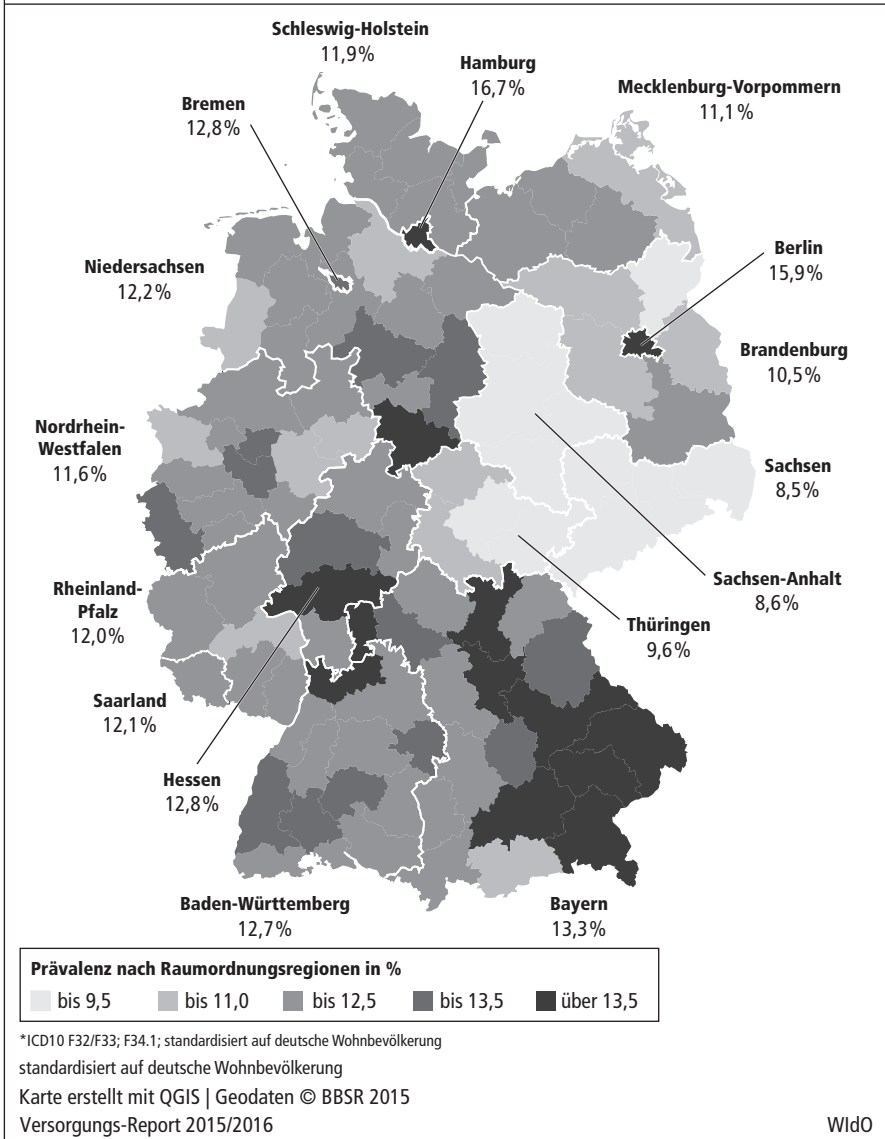 Schleswig-Holstein
11,9%
Hamburg
16,7%
Mecklenburg-Vorpommern
11,1%
Bremen
12,8%
Berlin
15,9%
Niedersachsen
12,2%
Brandenburg
10,5%
Nordrhein-
Westfalen
11,6%
Sachsen
8,5%
Sachsen-Anhalt
8,6%
Rheinland-
Pfalz
12,0%
Thüringen
9,6%
Saarland
12,1%
Hessen
12,8%
Baden-Württemberg
12,7%
Bayern
13,3%
Prävalenz nach Raumordnungsregionen in %
bis 9,5 bis 11,0 bis 12,5 bis 13,5 über 13,5
*ICD10 F32/F33; F34.1; standardisiert auf deutsche Wohnbevölkerung
standardisiert auf deutsche Wohnbevölkerung
Karte erstellt mit QGIS | Geodaten © BBSR 2015
Versorgungs-Report 2015/2016 WIdO